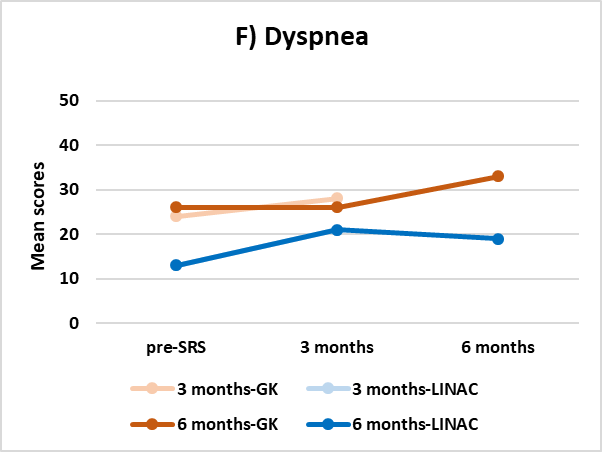 F) Dyspnea
50
40
30
20
10
0
Mean scores
pre-SRS 3 months 6 months
3 months-GK 3 months-LINAC
6 months-GK 6 months-LINAC